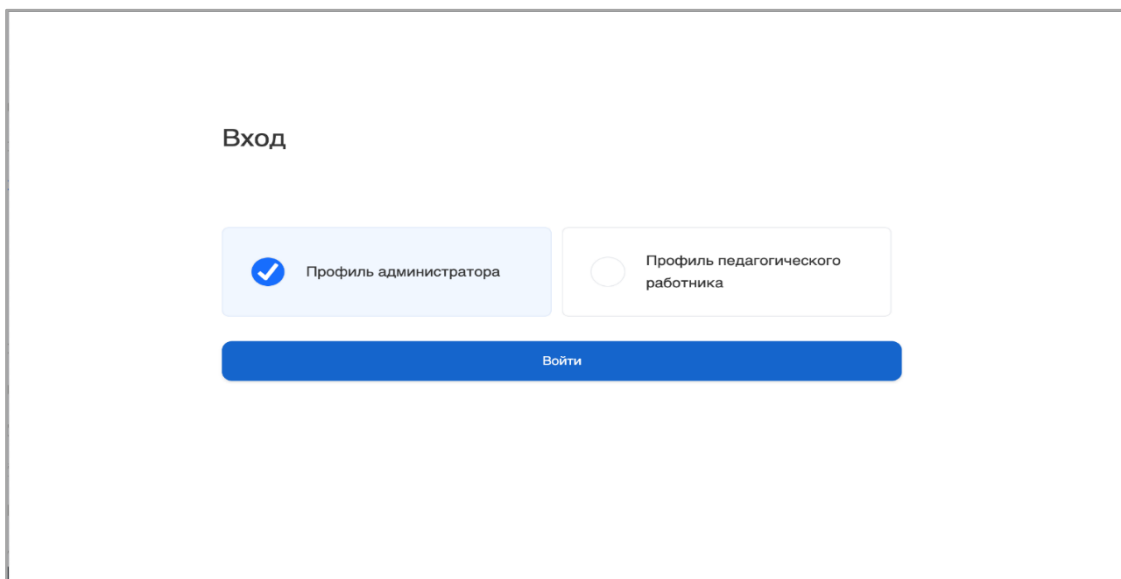 Вход
Профиль администратора
Профиль педагогического
работника
Войти